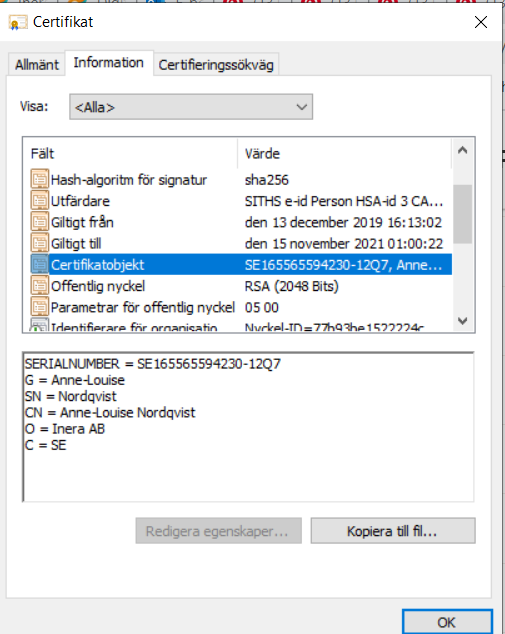 Certifikat
Allmänt Information Certifieringssökväg
Visa: <Alla>
Fält Värde
Hash-algoritm för signatur sha256
Utfärdare SITHS e-id Person HSA-id 3 CA...
Giltigt från den 13 december 2019 16:13:02
Giltigt till den 15 november 2021 01:00:22
Certifikatobjekt SE165565594230-12Q7, Anne...
Offentlig nyckel RSA (2048 Bits)
Parametrar för offentlig nyckel 05 00
Identifierare för organisatio Nyckel-ID=77b93be1522224c
SERIALNUMBER = SE165565594230-12Q7
G = Anne-Louise
SN = Nordqvist
CN = Anne-Louise Nordqvist
O = Inera AB
C = SE
Redigera egenskaper... Kopiera till fil...
OK